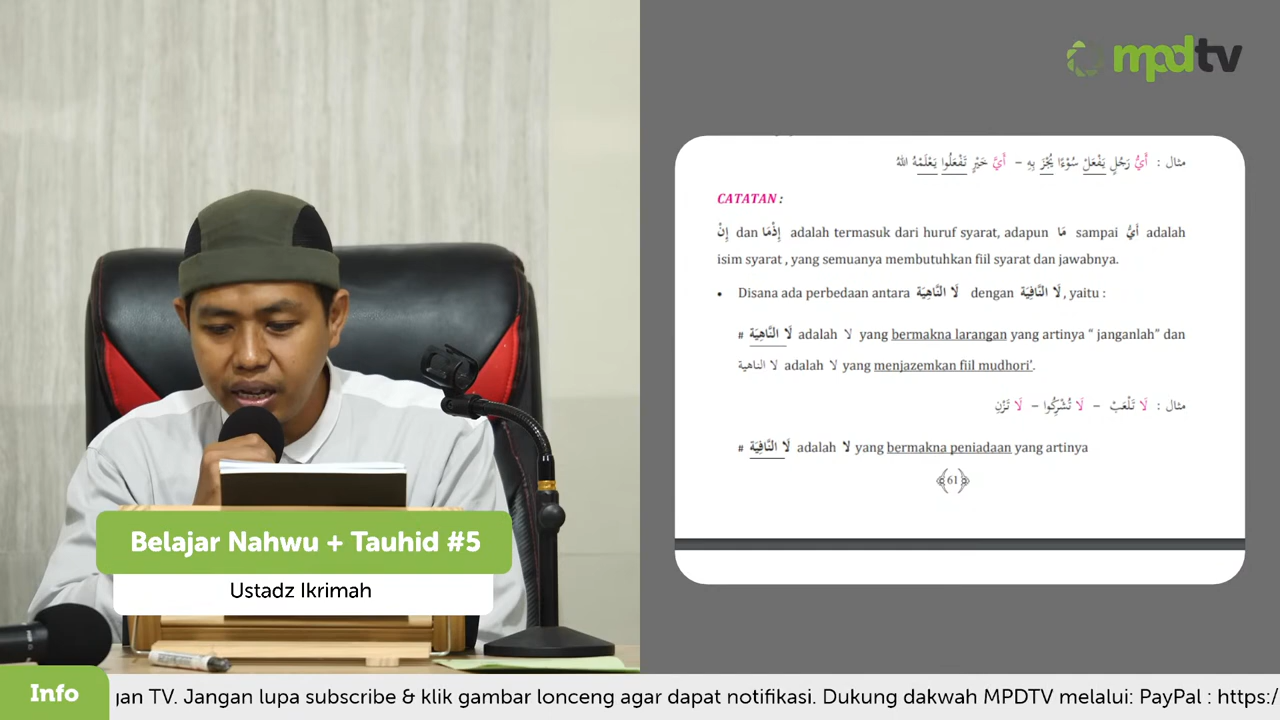 mpdtv
مثال : أَيُّ رَجُلٍ يَفْعَلْ سُوْءًا يُجْزَ بِهِ – أَيَّ خَيْرٍ تَفْعَلُوا يَعْلَمْهُ اللهُ
CATATAN :
إِنْ dan إِذْمَا adalah termasuk dari huruf syarat, adapun مَا sampai أَيُّ adalah
isim syarat , yang semuanya membutuhkan fiil syarat dan jawabnya.
• Disana ada perbedaan antara لَا النَّاهِيَة dengan لَا النَّافِيَة, yaitu :
# لَا النَّاهِيَة adalah لا yang bermakna larangan yang artinya “ janganlah” dan
لا الناهية adalah لا yang menjazemkan fiil mudhori’.
مثال : لَا تَلْعَبْ – لَا تُشْرِكُوا – لَا تَزْنِ
# لَا النَّافِيَة adalah لا yang bermakna peniadaan yang artinya
61
Belajar Nahwu + Tauhid #5
Ustadz Ikrimah
Info
TV. Jangan lupa subscribe & klik gambar lonceng agar dapat notifikasi. Dukung dakwah MPDTV melalui: PayPal : https:/